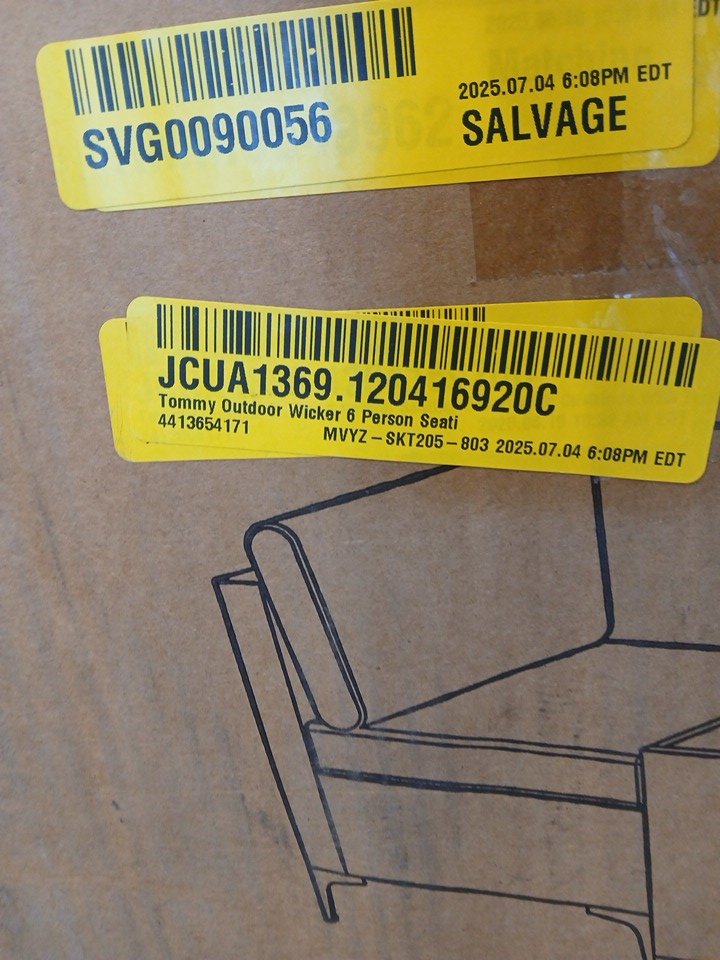 2025.07.04 6:08PM EDT
SVG0090056
SALVAGE
JCUA1369.120416920C
Tommy Outdoor Wicker 6 Person Seati
4413654171
MVYZ-SKT205-803 2025.07.04 6:08PM EDT